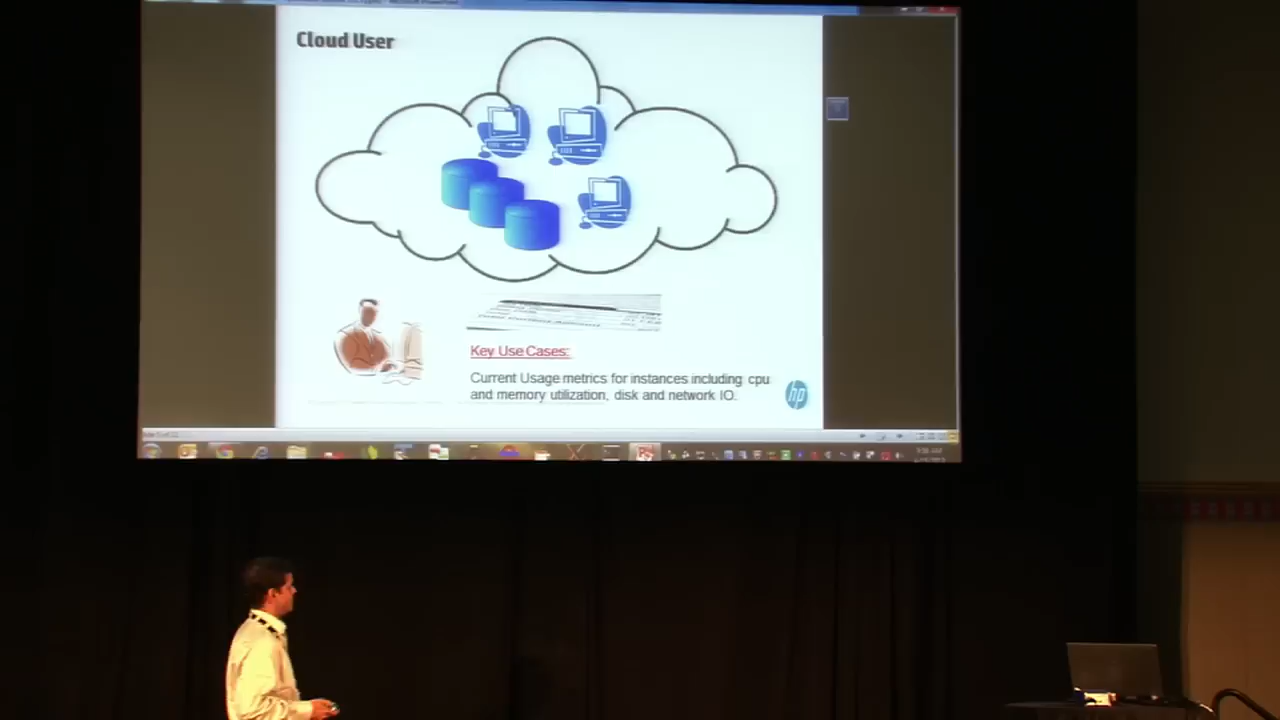 Cloud User
Key Use Cases:
Current Usage metrics for instances including cpu
and memory utilization, disk and network IO.
hp